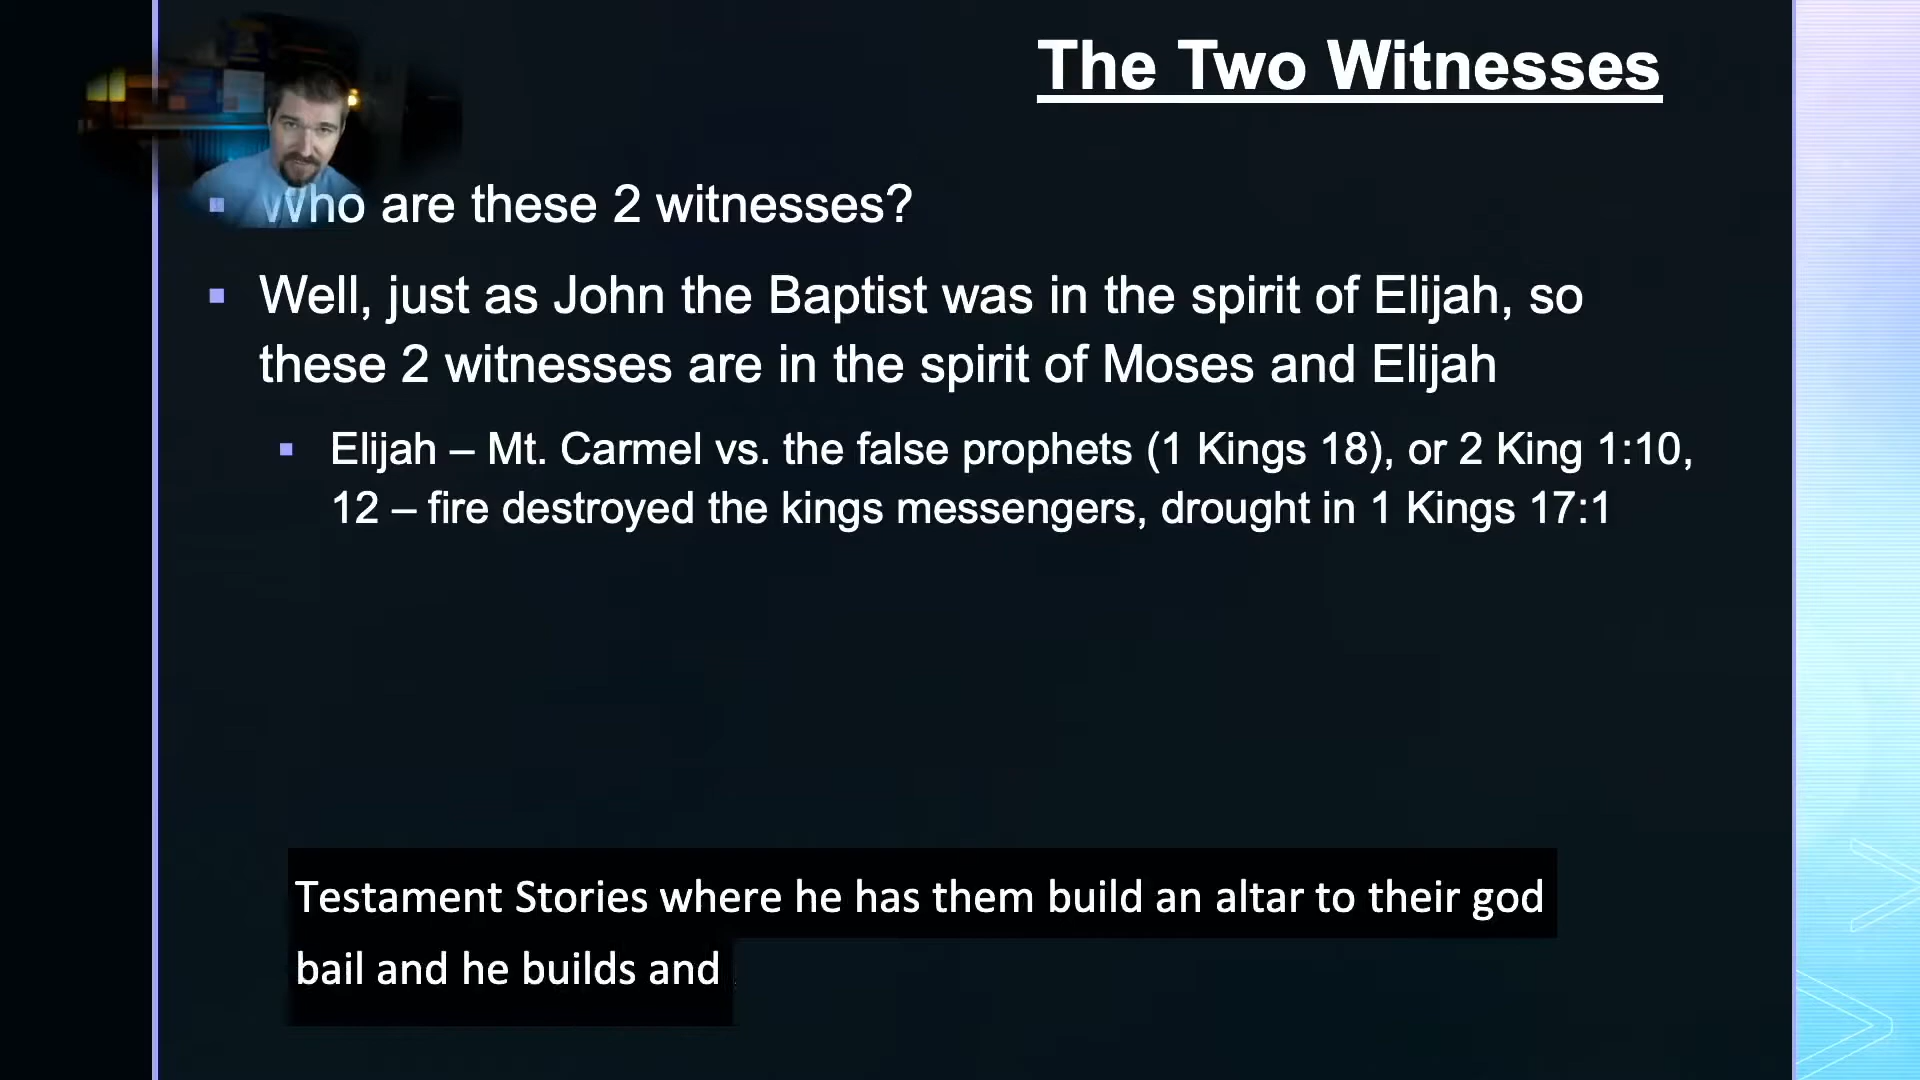 The Two Witnesses
Who are these 2 witnesses?
Well, just as John the Baptist was in the spirit of Elijah, so
these 2 witnesses are in the spirit of Moses and Elijah
Elijah – Mt. Carmel vs. the false prophets (1 Kings 18), or 2 King 1:10,
12 – fire destroyed the kings messengers, drought in 1 Kings 17:1
Testament Stories where he has them build an altar to their god
bail and he builds and